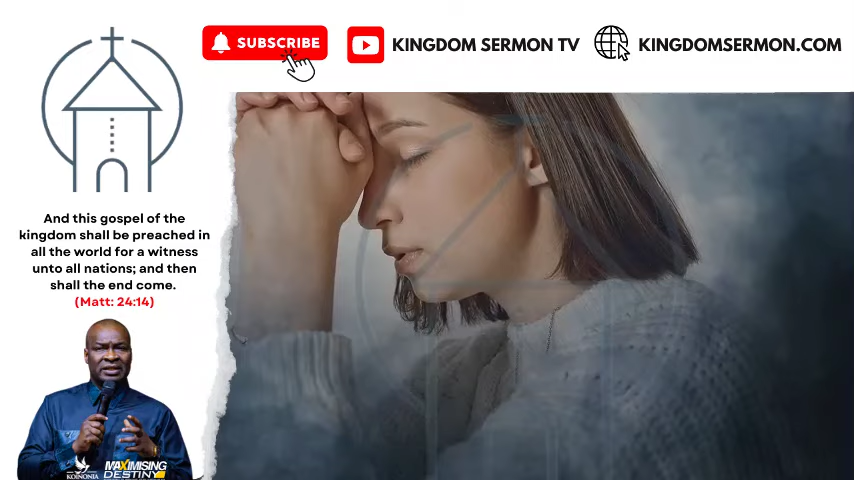 SUBSCRIBE
KINGDOM SERMON TV
KINGDOMSERMON.COM
And this gospel of the
kingdom shall be preached in
all the world for a witness
unto all nations; and then
shall the end come.
(Matt: 24:14)
KOINONIA
MAXIMISING
DESTINY